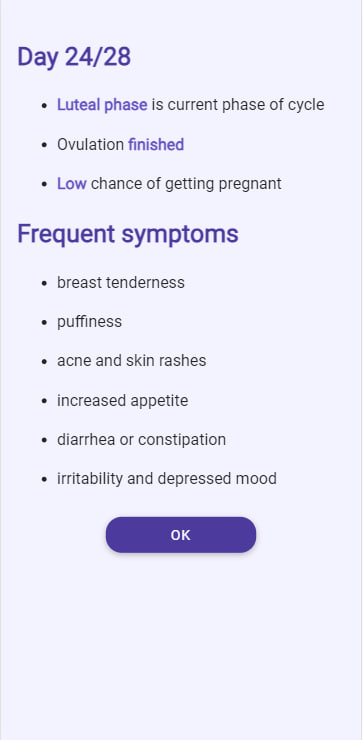 Day 24/28
Luteal phase is current phase of cycle
Ovulation finished
Low chance of getting pregnant
Frequent symptoms
breast tenderness
puffiness
acne and skin rashes
increased appetite
diarrhea or constipation
irritability and depressed mood
OK